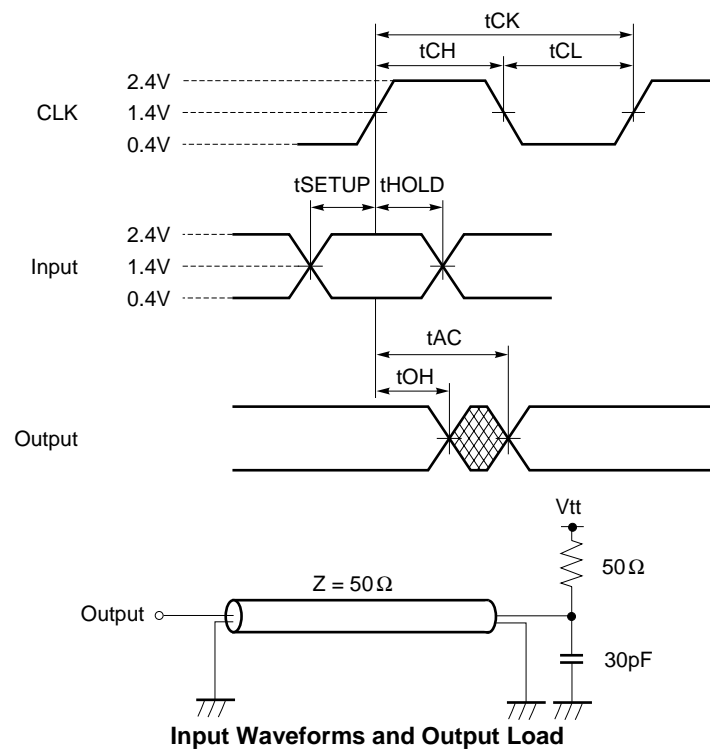 tCK
tCH tCL
2.4V
CLK 1.4V
0.4V
tSETUP tHOLD
2.4V
Input 1.4V
0.4V
tAC
tOH
Output
Vtt
50Ω
Z = 50Ω
Output
30pF
Input Waveforms and Output Load